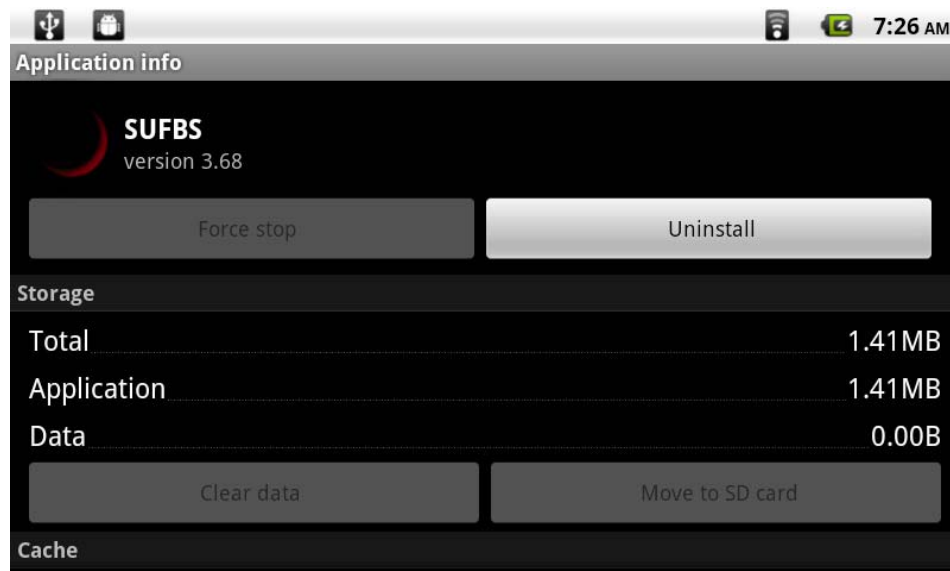 7:26 AM
Application info
SUFBS
version 3.68
Force stop
Uninstall
Storage
Total 1.41MB
Application 1.41MB
Data 0.00B
Clear data
Move to SD card
Cache